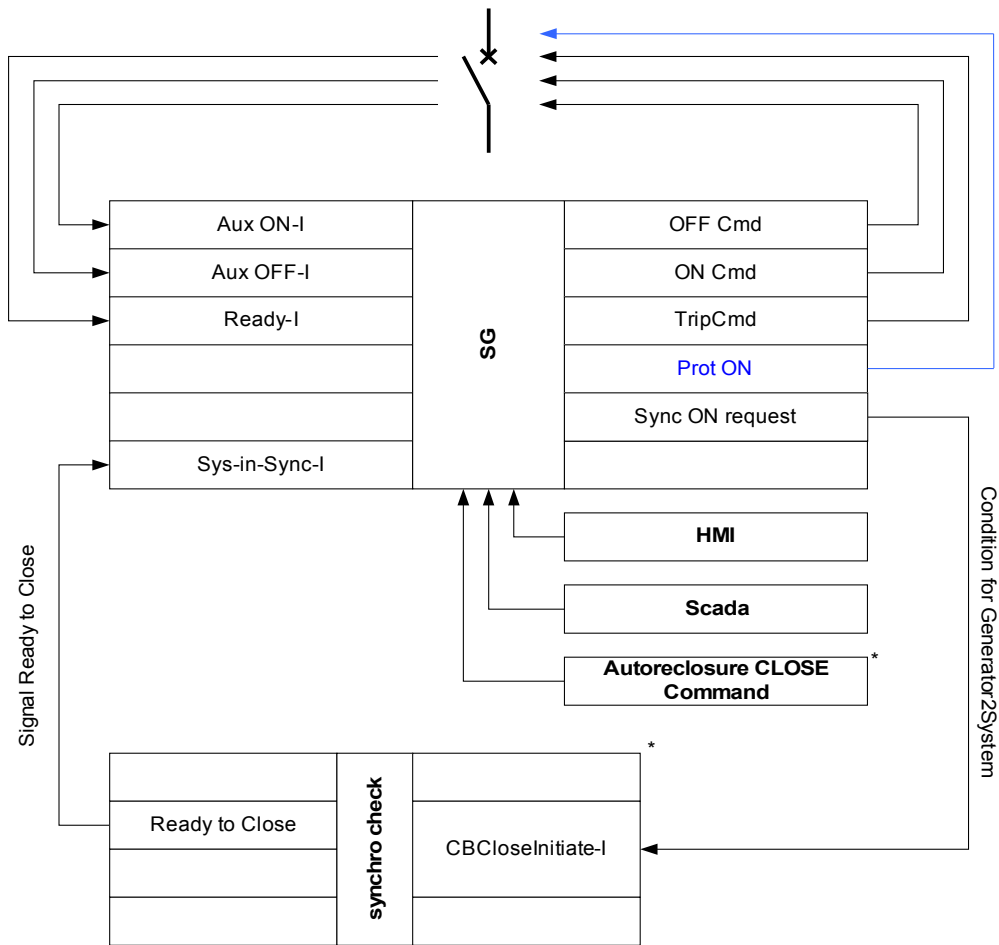 Aux ON-I
OFF Cmd
Aux OFF-I
ON Cmd
Ready-I
SG
TripCmd
Prot ON
Sync ON request
Sys-in-Sync-I
HMI
Scada
Autoreclosure CLOSE
Command
*
Signal Ready to Close
Condition for Generator2System
*
Ready to Close
synchro check
CBCloseInitiate-I